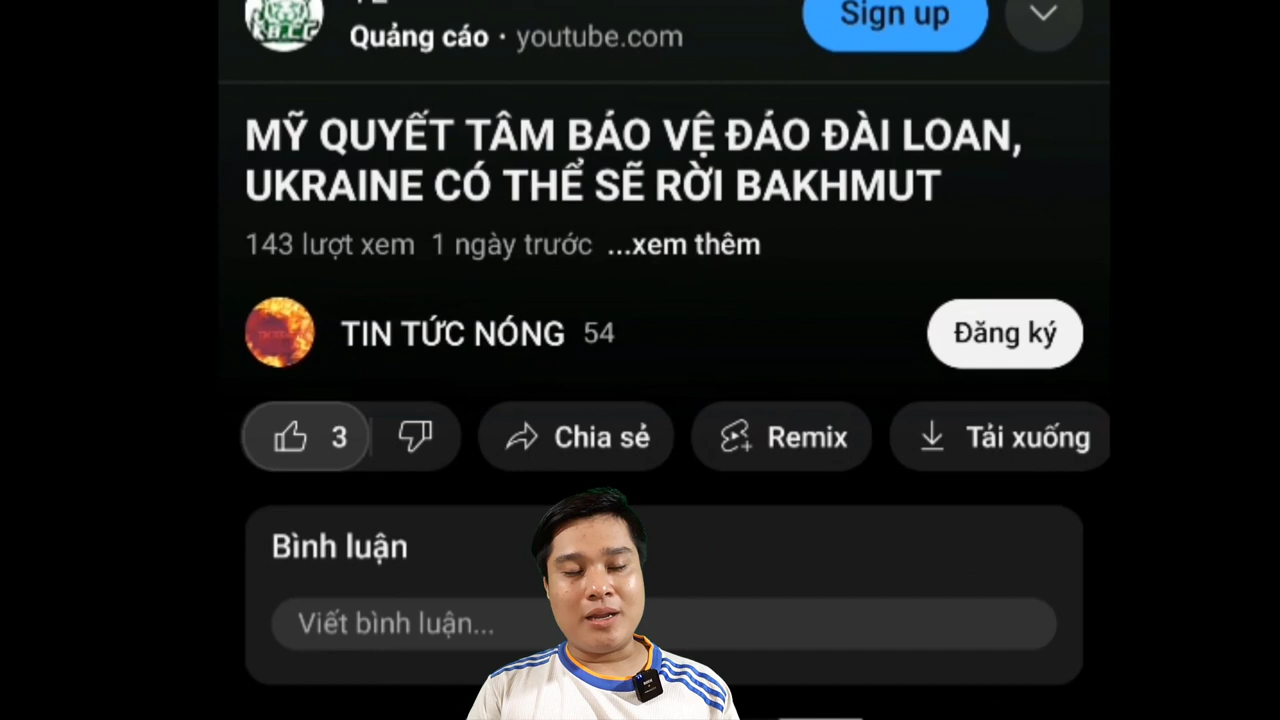 Quảng cáo · youtube.com
Sign up
MỸ QUYẾT TÂM BẢO VỆ ĐẢO ĐÀI LOAN,
UKRAINE CÓ THỂ SẼ RỜI BAKHMUT
143 lượt xem 1 ngày trước ...xem thêm
TIN TỨC NÓNG 54
Đăng ký
3
Chia sẻ
Remix
Tải xuống
Bình luận
Viết bình luận...